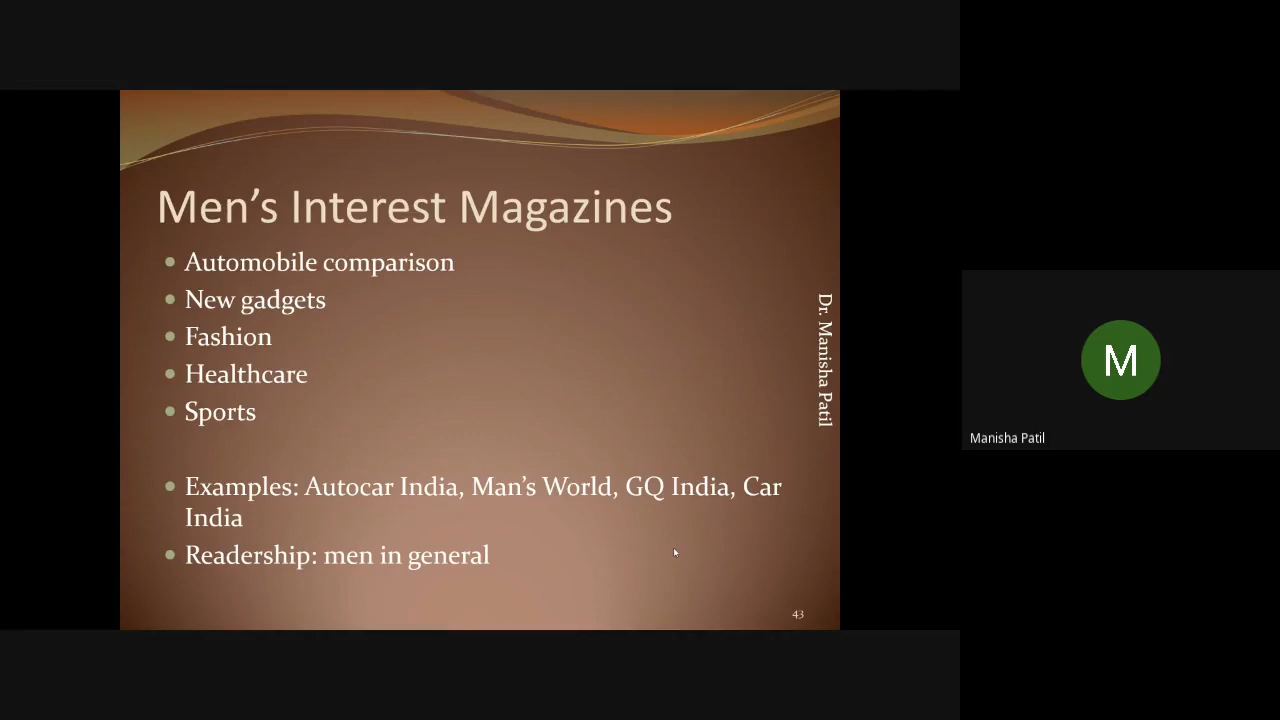 Men’s Interest Magazines
Automobile comparison
New gadgets
Fashion
Healthcare
Sports
Examples: Autocar India, Man’s World, GQ India, Car
India
Readership: men in general
Dr. Manisha Patil
43
M
Manisha Patil